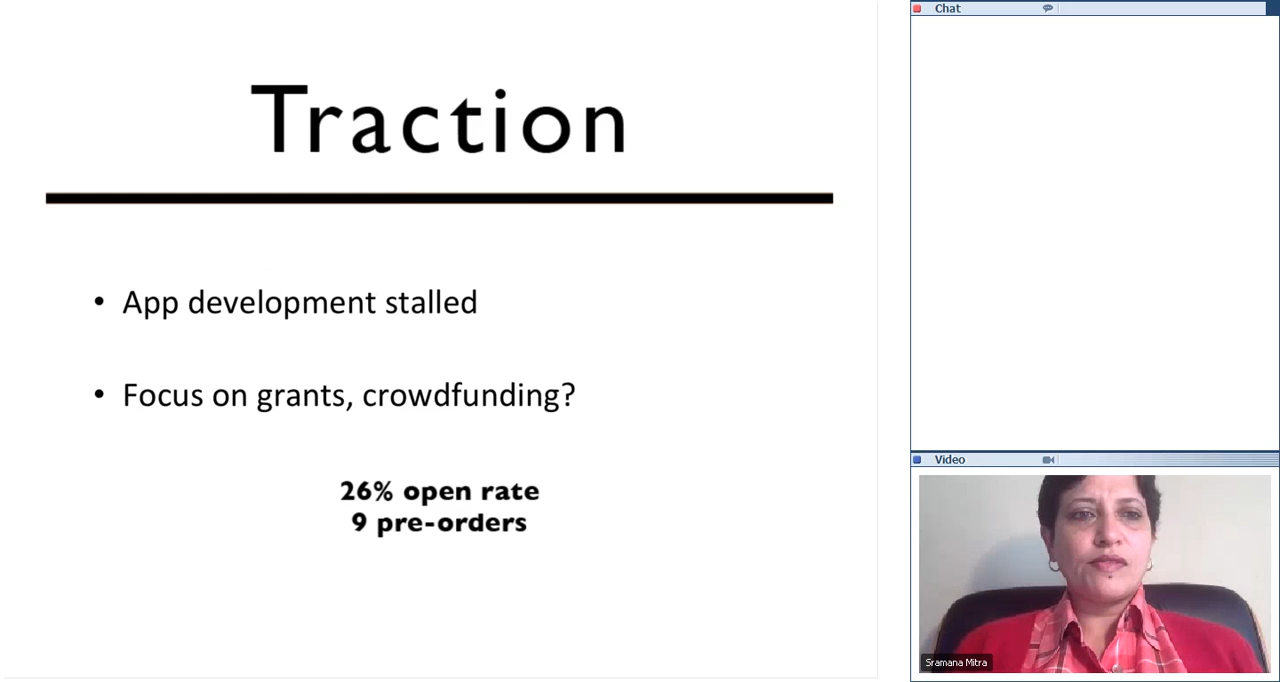 Traction
• App development stalled
• Focus on grants, crowdfunding?
26% open rate
9 pre-orders
Chat
Video
Sramana Mitra